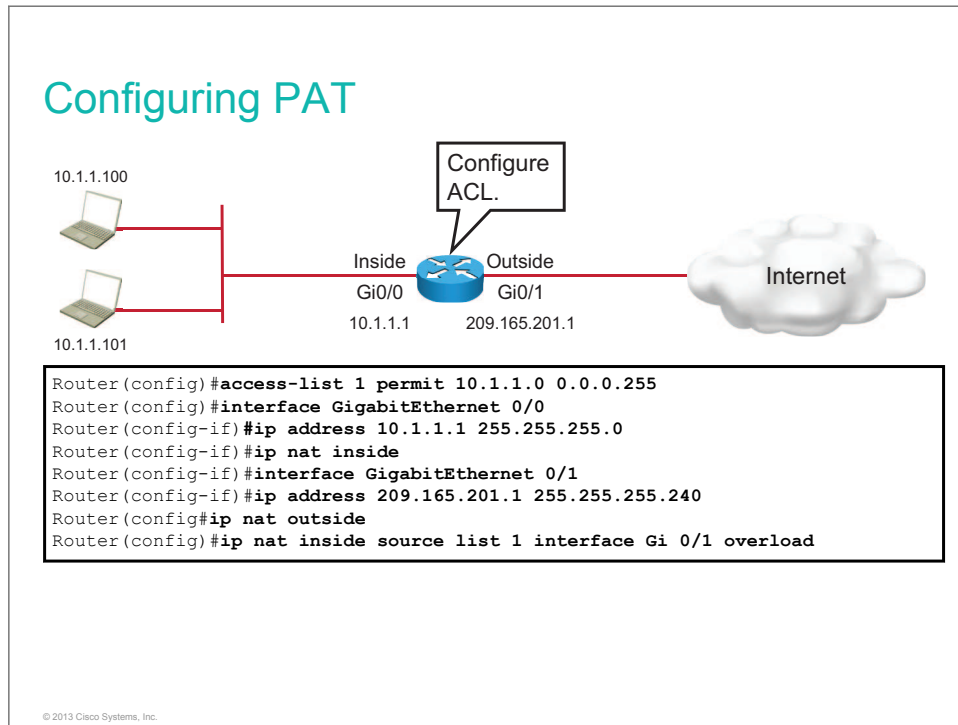 Configuring PAT
10.1.1.100
Configure
ACL.
Inside
Outside
Internet
Gi0/0
Gi0/1
10.1.1.1
209.165.201.1
10.1.1.101
Router(config)#access-list 1 permit 10.1.1.0 0.0.0.255
Router(config)#interface GigabitEthernet 0/0
Router(config-if)#ip address 10.1.1.1 255.255.255.0
Router(config-if)#ip nat inside
Router(config-if)#interface GigabitEthernet 0/1
Router(config-if)#ip address 209.165.201.1 255.255.255.240
Router(config#ip nat outside
Router(config)#ip nat inside source list 1 interface Gi 0/1 overload
© 2013 Cisco Systems, Inc.